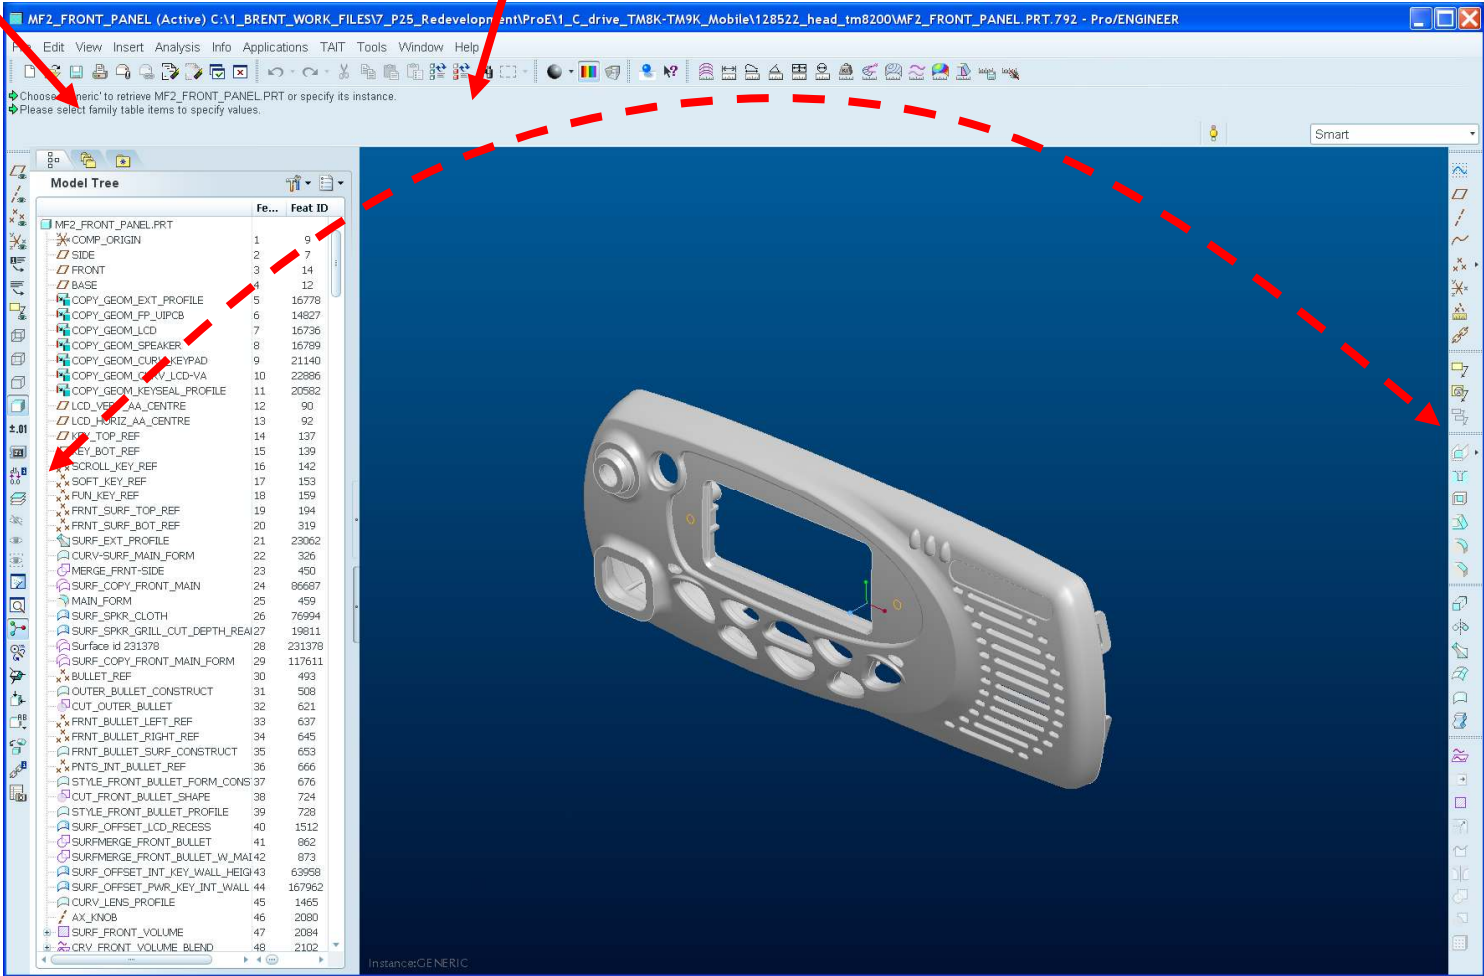 MF2_FRONT_PANEL (Active) C:\1_BRENT_WORK_FILES\7_P25_Redevelopment\ProE\1_C_drive_TM8K-TM9K_Mobile\128522_head_tm8200\MF2_FRONT_PANEL.PRT.792 - Pro/ENGINEER
Edit View Insert Analysis Info Applications TAIT Tools Window Help
to retrieve MF2_FRONT_PANEL.PRT or specify its instance.
Please select family table items to specify values.
Smart
Model Tree
Fe... Feat ID
MF2_FRONT_PANEL.PRT
COMP_ORIGIN 1 9
SIDE 2 7
FRONT 3 14
BASE 4 12
COPY_GEOM_EXT_PROFILE 5 16778
COPY_GEOM_FP_UIPCB 6 14827
COPY_GEOM_LCD 7 16736
COPY_GEOM_SPEAKER 8 16789
COPY_GEOM_CURV_KEYPAD 9 21140
COPY_GEOM_CURV_LCD-VA 10 22886
COPY_GEOM_KEYSEAL_PROFILE 11 20582
LCD_VERT_AA_CENTRE 12 90
LCD_HORIZ_AA_CENTRE 13 92
KEY_TOP_REF 14 137
KEY_BOT_REF 15 139
SCROLL_KEY_REF 16 142
SOFT_KEY_REF 17 153
FUN_KEY_REF 18 159
FRNT_SURF_TOP_REF 19 194
FRNT_SURF_BOT_REF 20 319
SURF_EXT_PROFILE 21 23062
CURV-SURF_MAIN_FORM 22 326
MERGE_FRNT-SIDE 23 450
SURF_COPY_FRONT_MAIN 24 86687
MAIN_FORM 25 459
SURF_SPKR_CLOTH 26 76994
SURF_SPKR_GRILL_CUT_DEPTH_REA 27 19811
Surface id 231378 28 231378
SURF_COPY_FRONT_MAIN_FORM 29 117611
BULLET_REF 30 493
OUTER_BULLET_CONSTRUCT 31 508
CUT_OUTER_BULLET 32 621
FRNT_BULLET_LEFT_REF 33 637
FRNT_BULLET_RIGHT_REF 34 645
FRNT_BULLET_SURF_CONSTRUCT 35 653
PNTS_INT_BULLET_REF 36 666
STYLE_FRONT_BULLET_FORM_CONS 37 676
CUT_FRONT_BULLET_SHAPE 38 724
STYLE_FRONT_BULLET_PROFILE 39 728
SURF_OFFSET_LCD_RECESS 40 1512
SURFMERGE_FRONT_BULLET 41 862
SURFMERGE_FRONT_BULLET_W_MAI 42 873
SURF_OFFSET_INT_KEY_WALL_HEIG 43 63958
SURF_OFFSET_PWR_KEY_INT_WALL 44 167962
CURV_LENS_PROFILE 45 1465
AX_KNOB 46 2080
SURF_FRONT_VOLUME 47 2084
CRV_FRONT_VOLUME_BLEND 48 2102
Instance:GENERIC